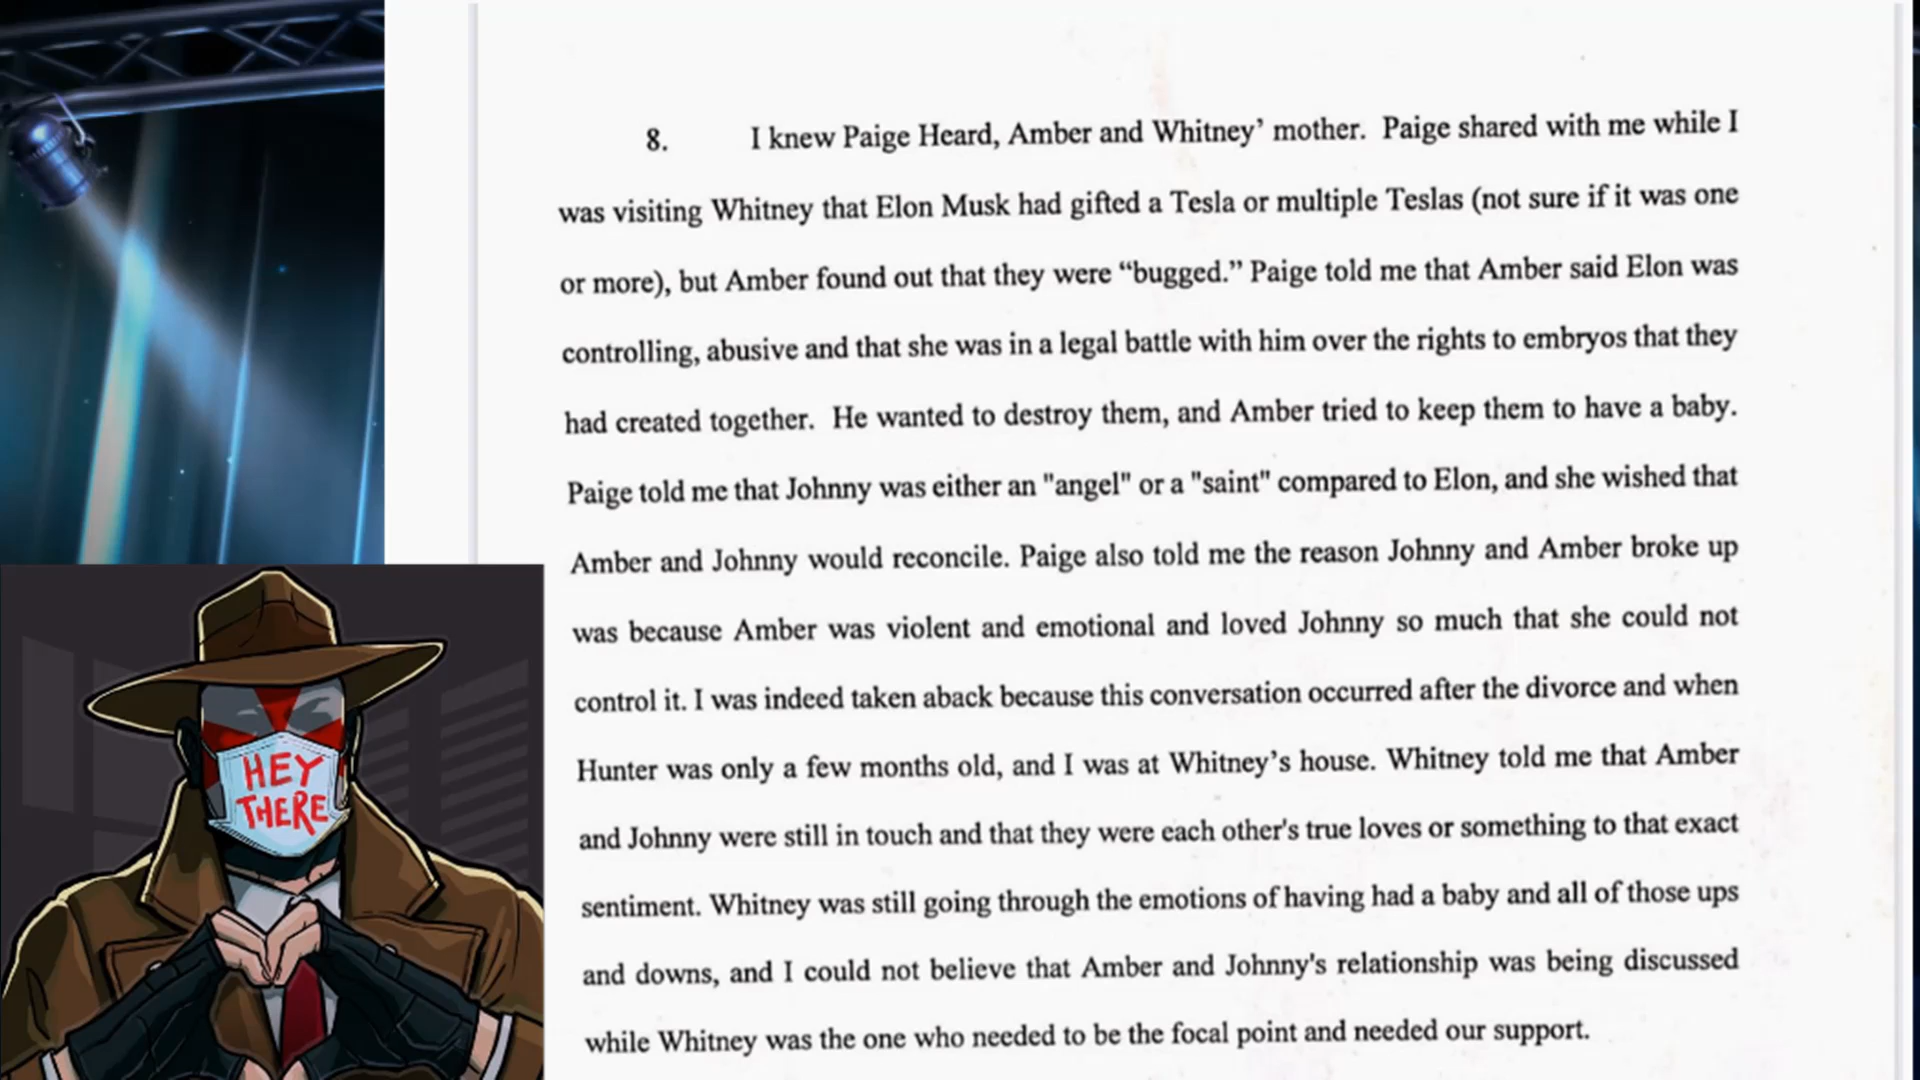 8. I knew Paige Heard, Amber and Whitney’ mother. Paige shared with me while I
was visiting Whitney that Elon Musk had gifted a Tesla or multiple Teslas (not sure if it was one
or more), but Amber found out that they were “bugged.” Paige told me that Amber said Elon was
controlling, abusive and that she was in a legal battle with him over the rights to embryos that they
had created together. He wanted to destroy them, and Amber tried to keep them to have a baby.
Paige told me that Johnny was either an "angel" or a "saint" compared to Elon, and she wished that
Amber and Johnny would reconcile. Paige also told me the reason Johnny and Amber broke up
was because Amber was violent and emotional and loved Johnny so much that she could not
control it. I was indeed taken aback because this conversation occurred after the divorce and when
Hunter was only a few months old, and I was at Whitney’s house. Whitney told me that Amber
and Johnny were still in touch and that they were each other's true loves or something to that exact
sentiment. Whitney was still going through the emotions of having had a baby and all of those ups
and downs, and I could not believe that Amber and Johnny's relationship was being discussed
while Whitney was the one who needed to be the focal point and needed our support.
HEY
THERE